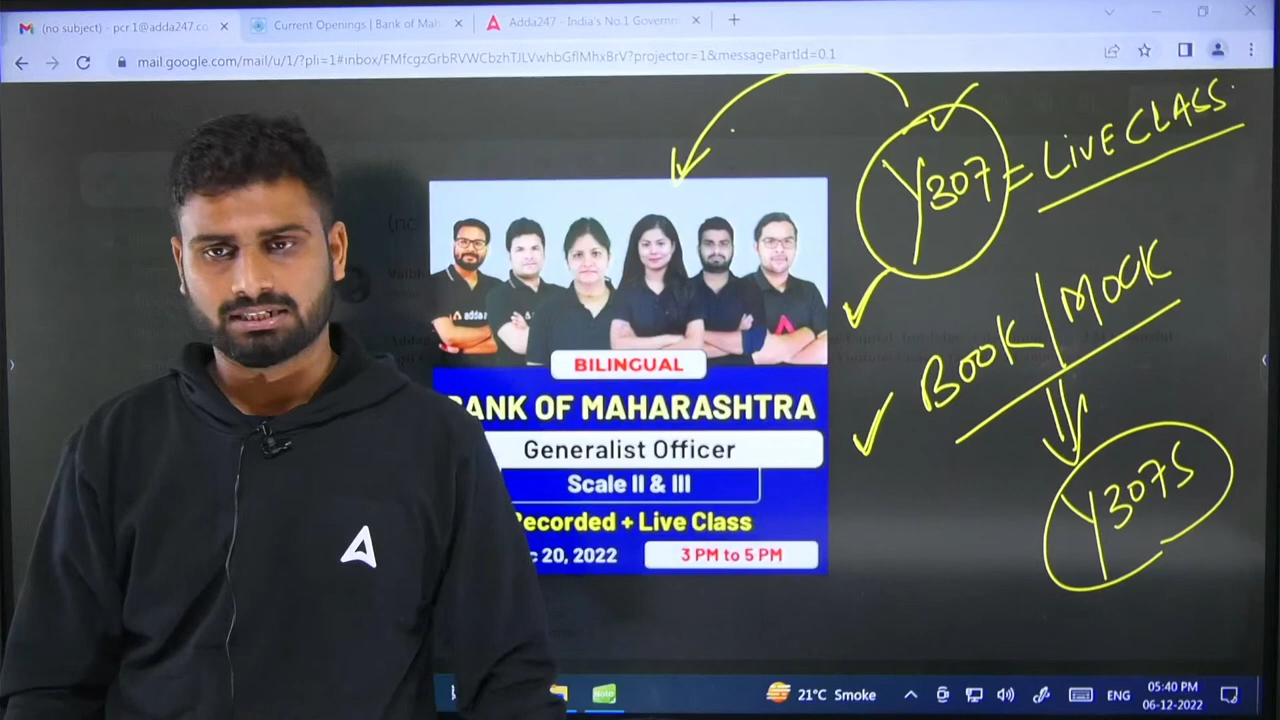 (no subject) - pcr1@adda247.co
Current Openings | Bank of Mah
Adda247 - India's No.1 Governm
mail.google.com/mail/u/1/?pli=1#inbox/FMfcgzGrbRVWCbzhTJLVwhbGflMhxBrV?projector=1&messagePartId=0.1
Y307 = LIVE CLASS
BOOK / MOCK
Y307S
adda
BILINGUAL
BANK OF MAHARASHTRA
Generalist Officer
Scale II & III
Recorded + Live Class
c 20, 2022
3 PM to 5 PM
21°C Smoke
ENG
05:40 PM
06-12-2022